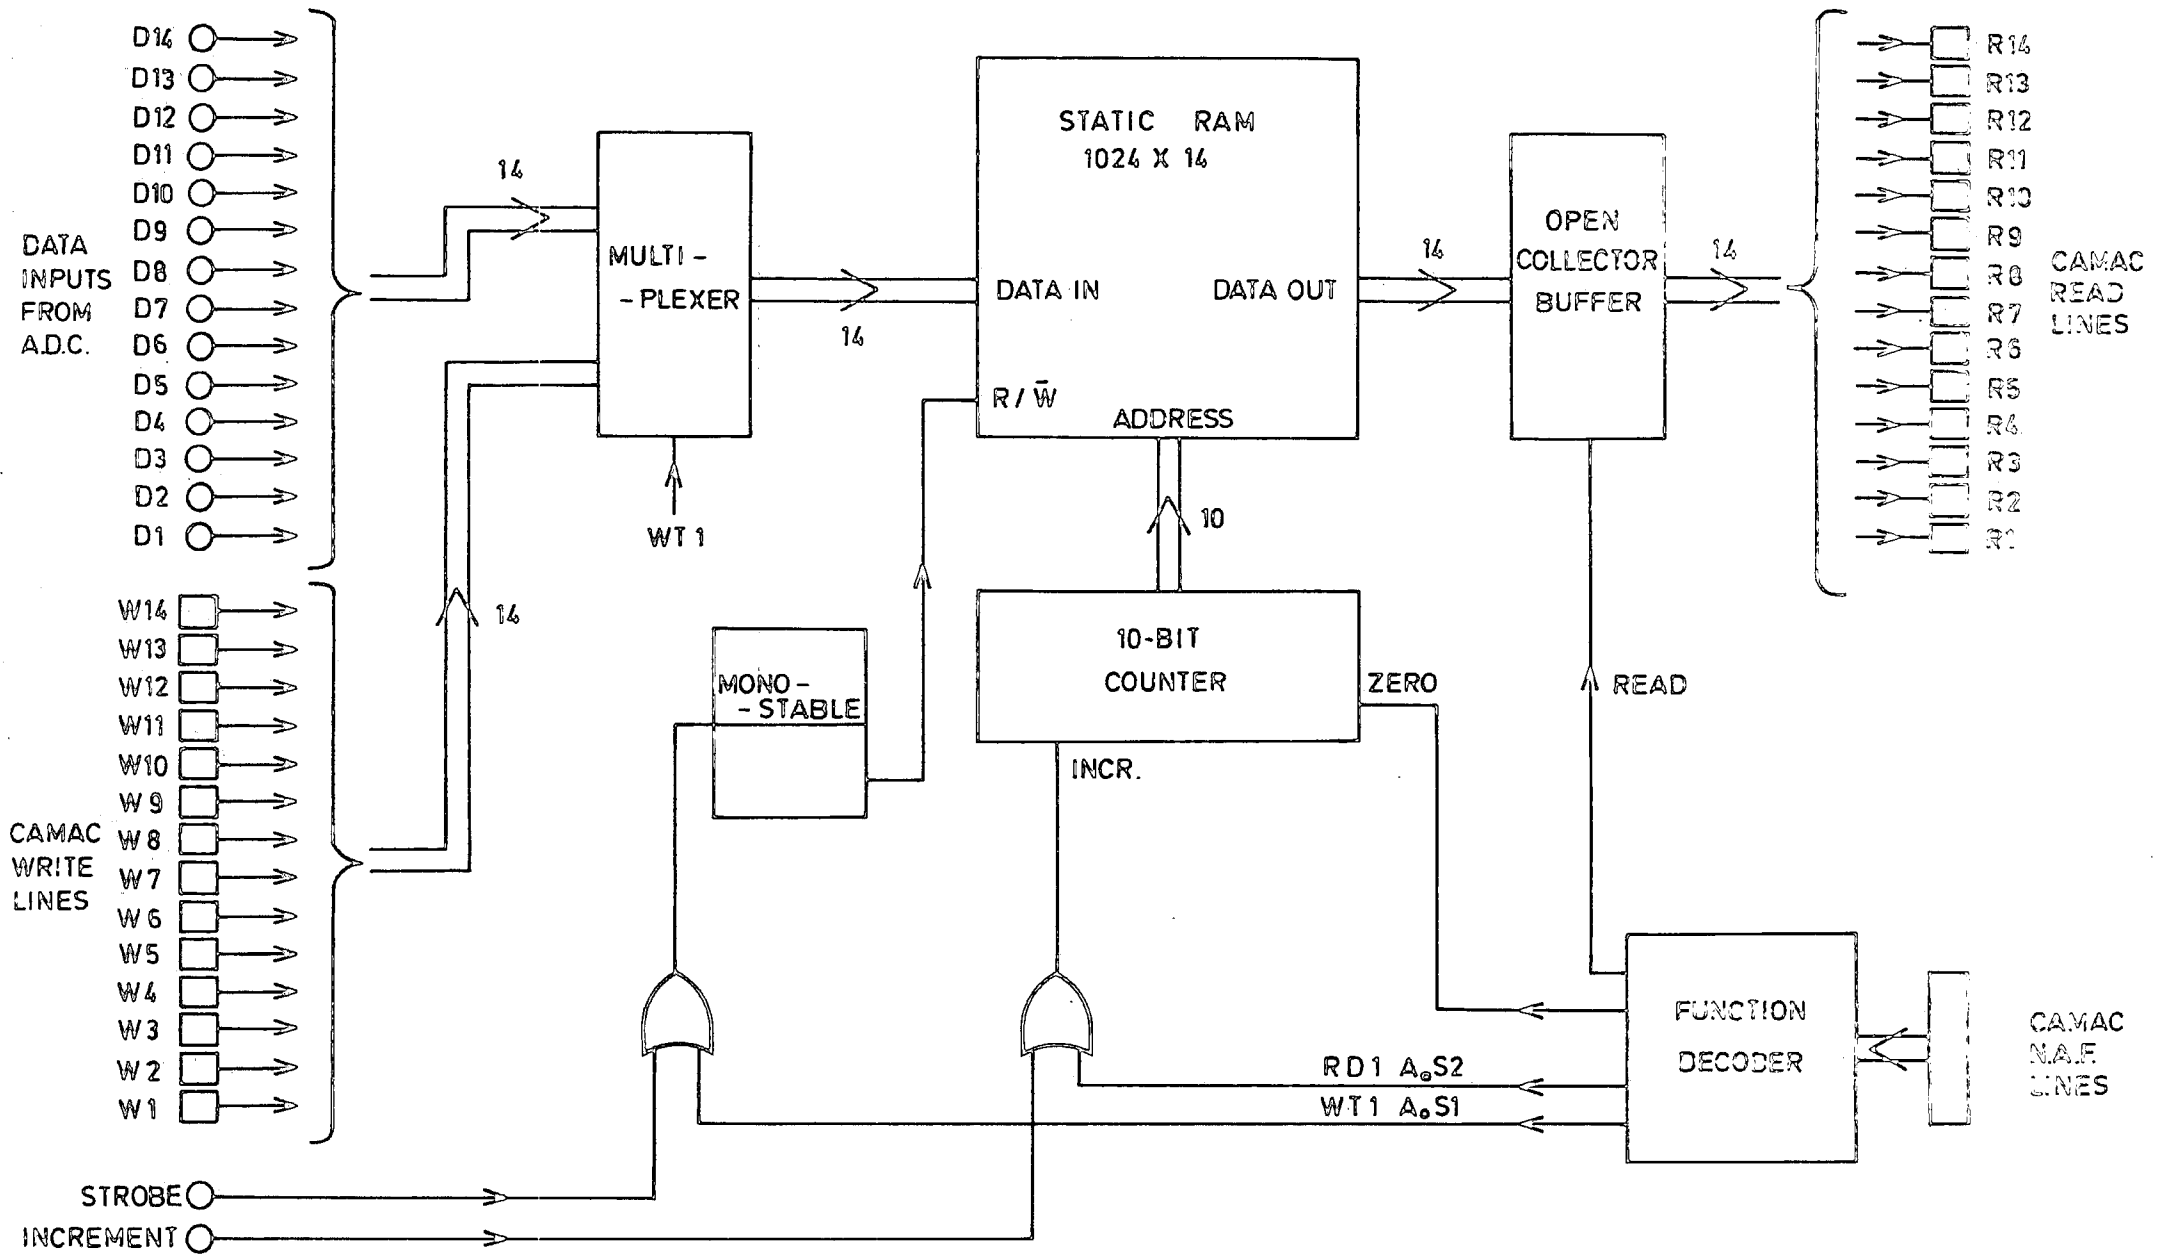 D14
D13
D12
D11
D10
D9
D8
D7
D6
D5
D4
D3
D2
D1
DATA
INPUTS
FROM
A.D.C.
W14
W13
W12
W11
W10
W9
W8
W7
W6
W5
W4
W3
W2
W1
CAMAC
WRITE
LINES
STROBE
INCREMENT
14
14
MULTI-
-PLEXER
WT1
14
MONO-
-STABLE
STATIC RAM
1024 X 14
DATA IN
DATA OUT
R/W̄
ADDRESS
10
10-BIT
COUNTER
ZERO
INCR.
14
OPEN
COLLECTOR
BUFFER
14
READ
RD1 A₀S2
WT1 A₀S1
FUNCTION
DECODER
R14
R13
R12
R11
R10
R9
R8
R7
R6
R5
R4
R3
R2
R1
CAMAC
READ
LINES
CAMAC
N.A.F.
LINES